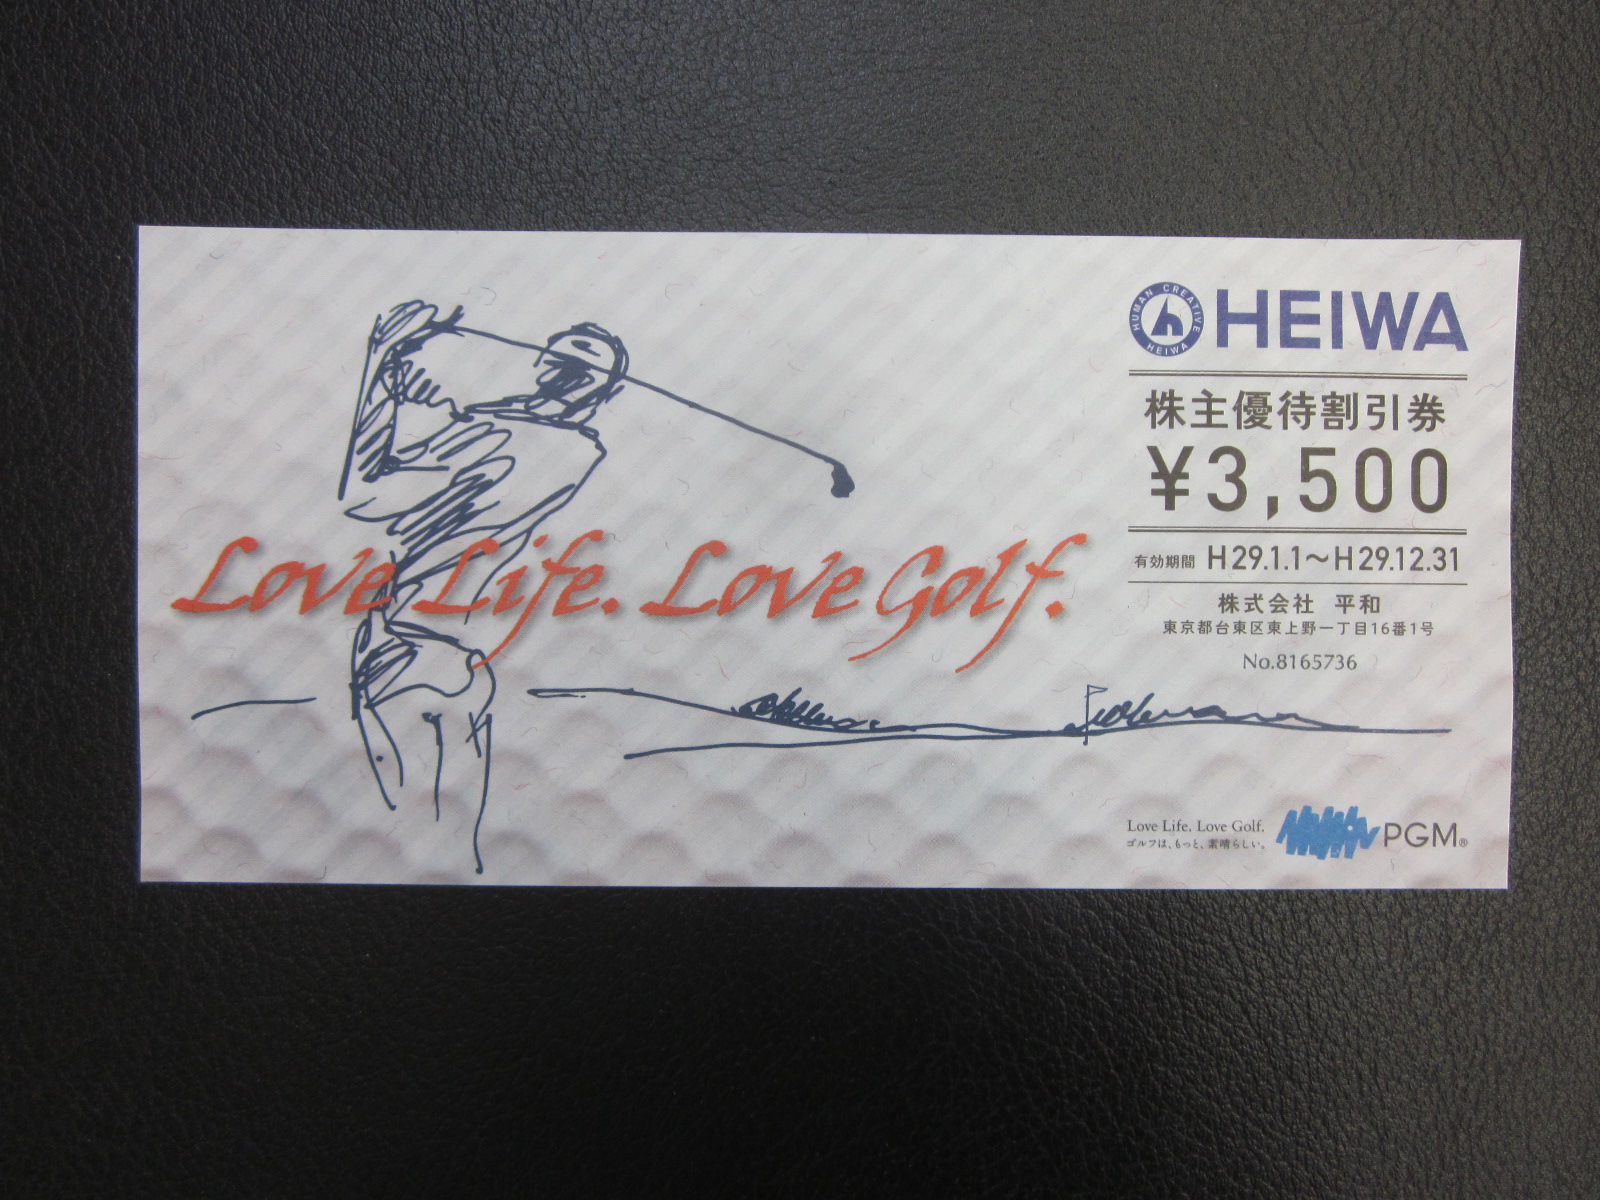 Love Life. Love Golf.
HUMAN CREATIVE
HEIWA
HEIWA
株主優待割引券
¥3,500
有効期間 H29.1.1～H29.12.31
株式会社 平和
東京都台東区東上野一丁目16番1号
No.8165736
Love Life. Love Golf.
ゴルフは、もっと、素晴らしい。
PGM®